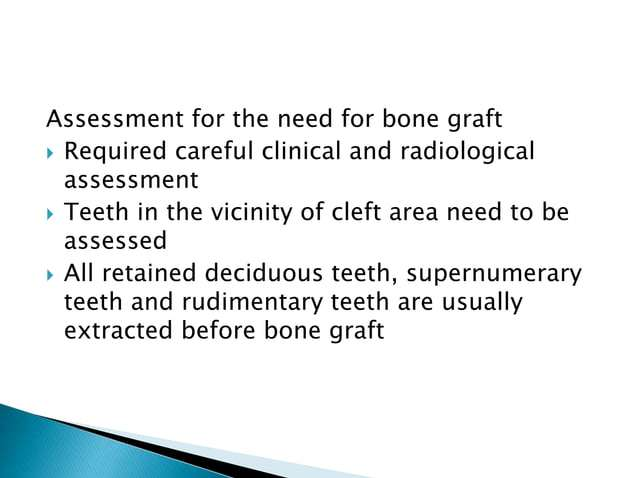 Assessment for the need for bone graft
Required careful clinical and radiological
assessment
Teeth in the vicinity of cleft area need to be
assessed
All retained deciduous teeth, supernumerary
teeth and rudimentary teeth are usually
extracted before bone graft